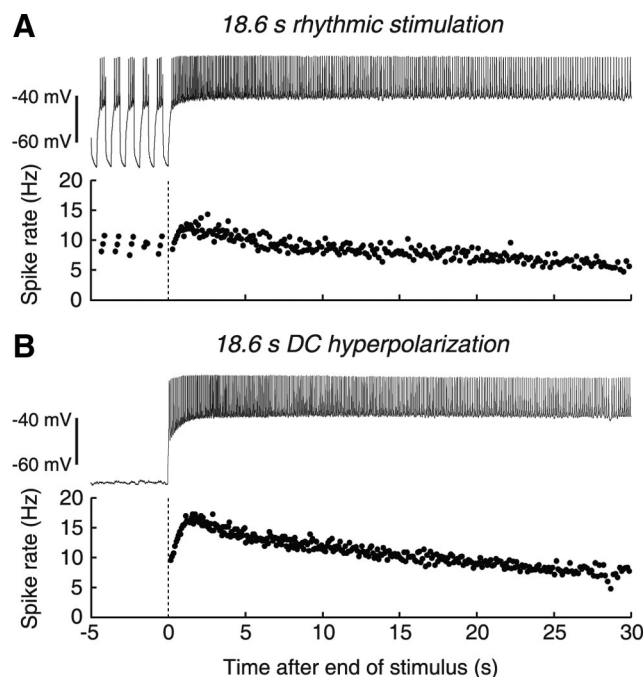 A
18.6 s rhythmic stimulation
-40 mV
-60 mV
Spike rate (Hz)
20
15
10
5
0
B
18.6 s DC hyperpolarization
-40 mV
-60 mV
Spike rate (Hz)
20
15
10
5
0
-5 0 5 10 15 20 25 30
Time after end of stimulus (s)